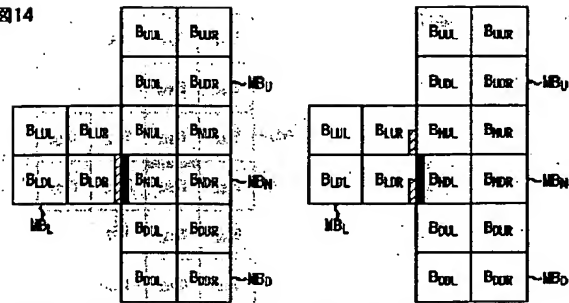 図14
B_UUL B_UUR B_UUL B_UUR
B_UDL B_UDR MB_U B_UDL B_UDR MB_U
B_LUL B_LUR B_NUL B_NUR B_LUL B_LUR B_NUL B_NUR
B_LDL B_LDR B_NDL B_NDR MB_N B_LDL B_LDR B_NDL B_NDR MB_N
MB_L B_DUL B_DUR MB_L B_DUL B_DUR
B_DDL B_DDR MB_D B_DDL B_DDR MB_D